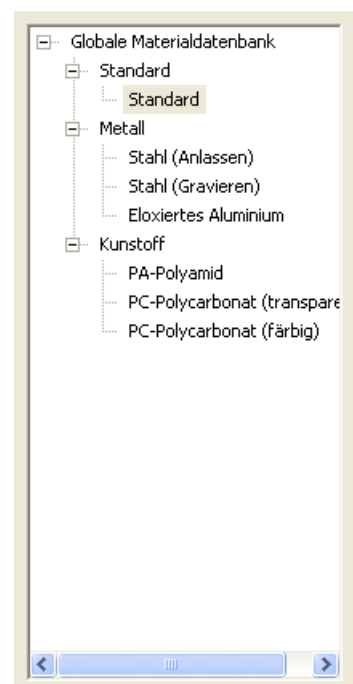 Globale Materialdatenbank
Standard
Standard
Metall
Stahl (Anlassen)
Stahl (Gravieren)
Eloxiertes Aluminium
Kunstoff
PA-Polyamid
PC-Polycarbonat (transpare
PC-Polycarbonat (färbig)